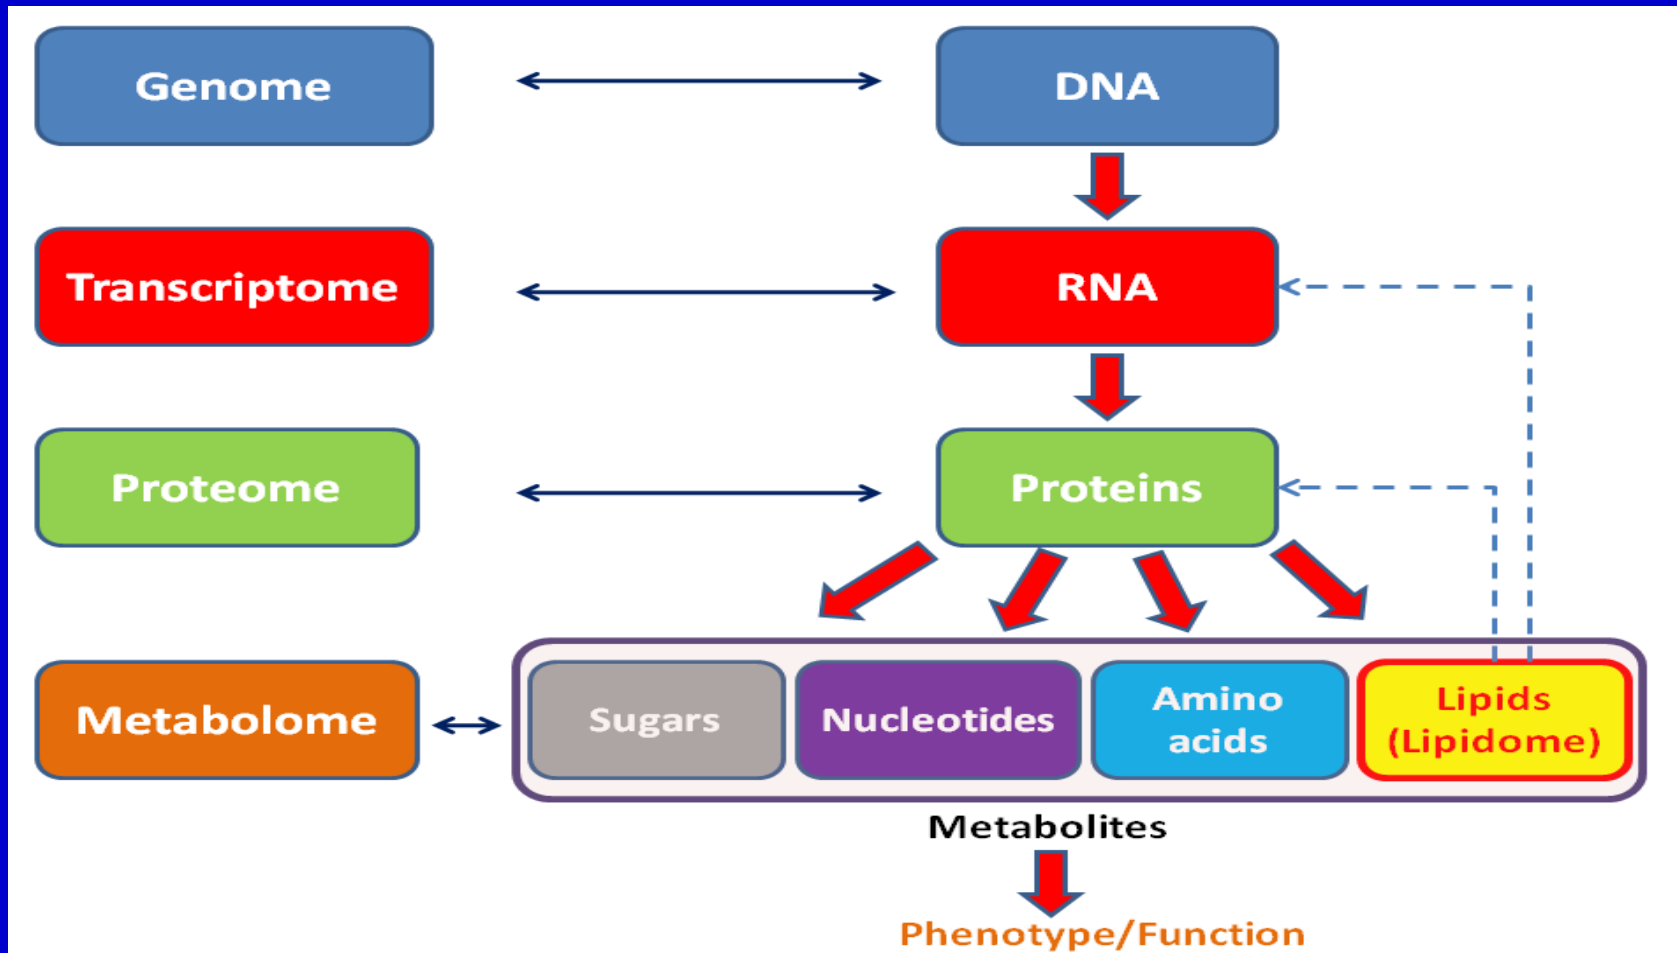 Genome
DNA
Transcriptome
RNA
Proteome
Proteins
Metabolome
Sugars
Nucleotides
Amino
acids
Lipids
(Lipidome)
Metabolites
Phenotype/Function